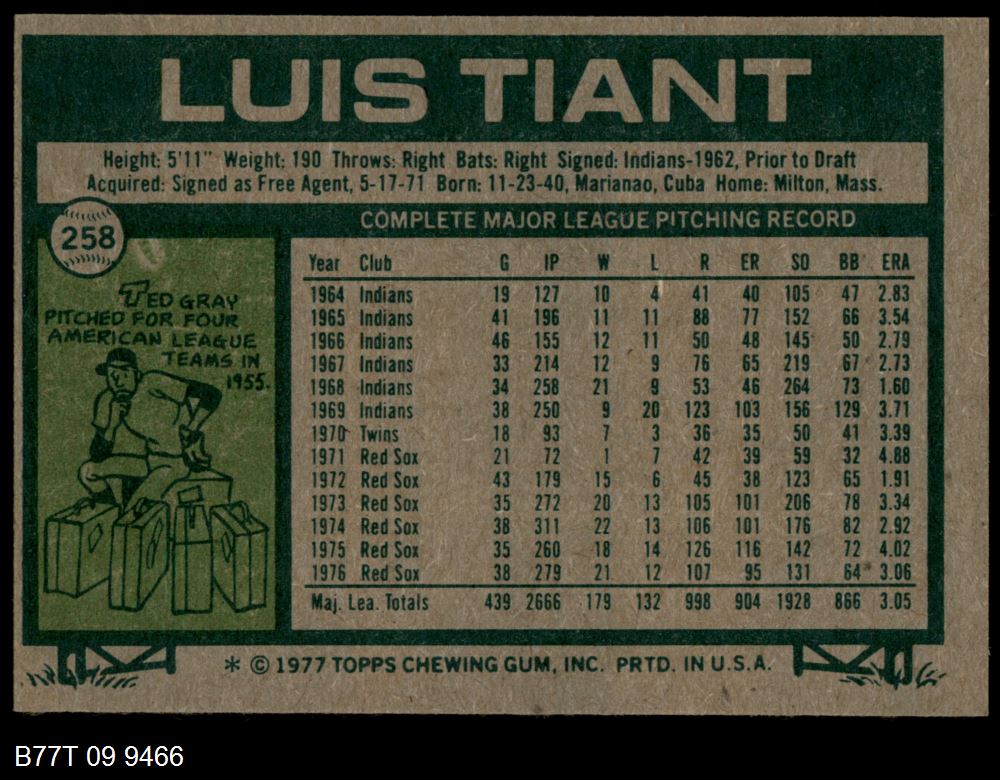 LUIS TIANT
Height: 5'11" Weight: 190 Throws: Right Bats: Right Signed: Indians-1962, Prior to Draft
Acquired: Signed as Free Agent, 5-17-71 Born: 11-23-40, Marianao, Cuba Home: Milton, Mass.
258
COMPLETE MAJOR LEAGUE PITCHING RECORD
TED GRAY
PITCHED FOR FOUR
AMERICAN LEAGUE
TEAMS IN
1955.
Year Club G IP W L R ER SO BB ERA
1964 Indians 19 127 10 4 41 40 105 47 2.83
1965 Indians 41 196 11 11 88 77 152 66 3.54
1966 Indians 46 155 12 11 50 48 145 50 2.79
1967 Indians 33 214 12 9 76 65 219 67 2.73
1968 Indians 34 258 21 9 53 46 264 73 1.60
1969 Indians 38 250 9 20 123 103 156 129 3.71
1970 Twins 18 93 7 3 36 35 50 41 3.39
1971 Red Sox 21 72 1 7 42 39 59 32 4.88
1972 Red Sox 43 179 15 6 45 38 123 65 1.91
1973 Red Sox 35 272 20 13 105 101 206 78 3.34
1974 Red Sox 38 311 22 13 106 101 176 82 2.92
1975 Red Sox 35 260 18 14 126 116 142 72 4.02
1976 Red Sox 38 279 21 12 107 95 131 64 3.06
Maj. Lea. Totals 439 2666 179 132 998 904 1928 866 3.05
* © 1977 TOPPS CHEWING GUM, INC. PRTD. IN U.S.A.
B77T 09 9466